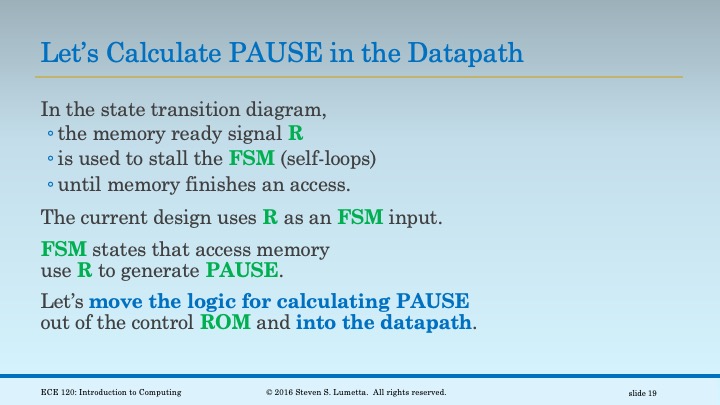 Let’s Calculate PAUSE in the Datapath
In the state transition diagram,
◦ the memory ready signal R
◦ is used to stall the FSM (self-loops)
◦ until memory finishes an access.
The current design uses R as an FSM input.
FSM states that access memory
use R to generate PAUSE.
Let’s move the logic for calculating PAUSE
out of the control ROM and into the datapath.
ECE 120: Introduction to Computing © 2016 Steven S. Lumetta. All rights reserved. slide 19